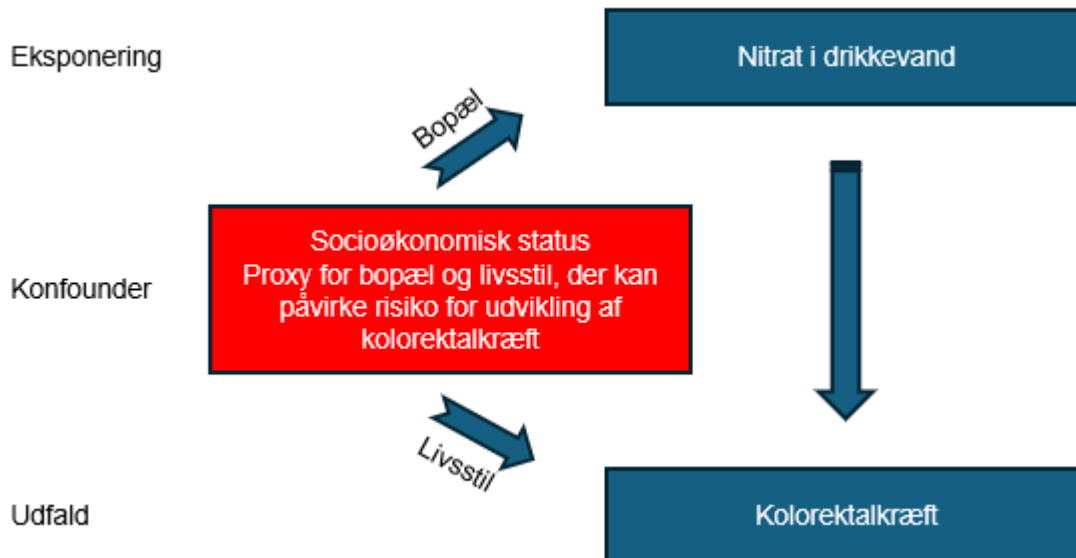 Eksponering
Nitrat i drikkevand
Bopæl
Socioøkonomisk status
Proxy for bopæl og livsstil, der kan
påvirke risiko for udvikling af
kolorektalkræft
Konfounder
Livsstil
Udfald
Kolorektalkræft